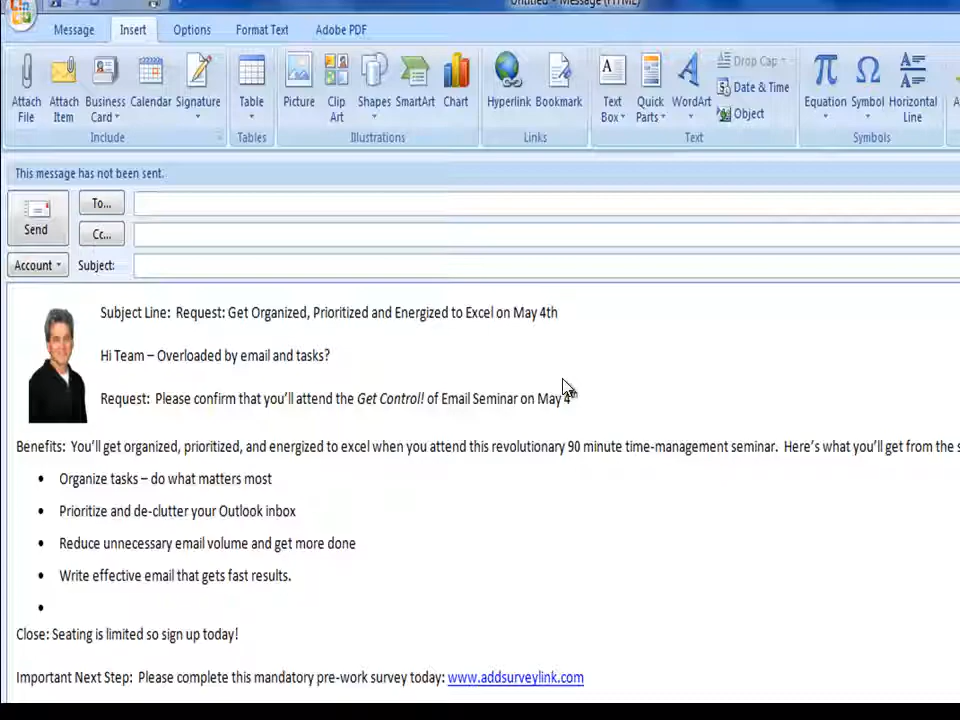 Untitled - Message (HTML)
Message Insert Options Format Text Adobe PDF
Attach File Attach Item Business Card Calendar Signature Table Picture Clip Art Shapes SmartArt Chart Hyperlink Bookmark Text Box Quick Parts WordArt Drop Cap Date & Time Object Equation Symbol Horizontal Line
Include Tables Illustrations Links Text Symbols
This message has not been sent.
Send To...
Cc...
Account Subject:
Subject Line: Request: Get Organized, Prioritized and Energized to Excel on May 4th
Hi Team – Overloaded by email and tasks?
Request: Please confirm that you'll attend the Get Control! of Email Seminar on May 4th
Benefits: You'll get organized, prioritized, and energized to excel when you attend this revolutionary 90 minute time-management seminar. Here's what you'll get from the
• Organize tasks – do what matters most
• Prioritize and de-clutter your Outlook inbox
• Reduce unnecessary email volume and get more done
• Write effective email that gets fast results.
•
Close: Seating is limited so sign up today!
Important Next Step: Please complete this mandatory pre-work survey today: www.addsurveylink.com